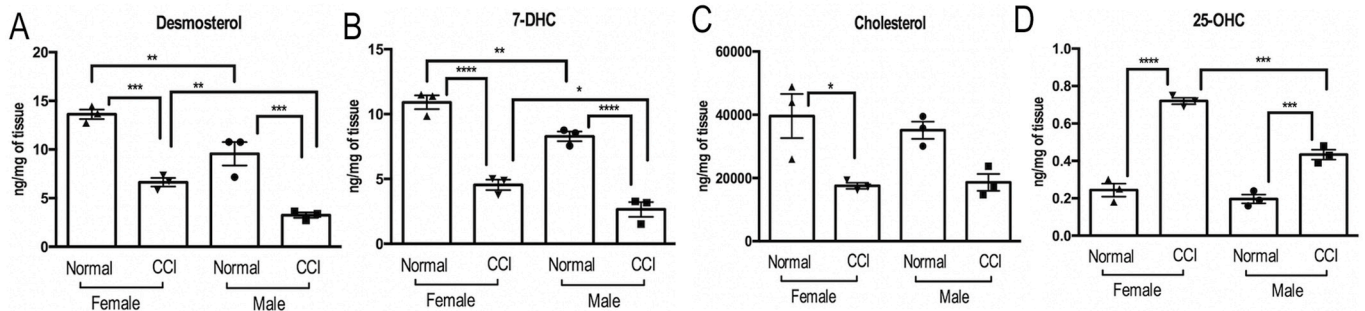 A
Desmosterol
ng/mg of tissue
20
15
10
5
0
**
***
**
***
Normal CCI Normal CCI
Female Male
B
7-DHC
ng/mg of tissue
15
10
5
0
**
****
*
****
Normal CCI Normal CCI
Female Male
C
Cholesterol
ng/mg of tissue
60000
40000
20000
0
*
Normal CCI Normal CCI
Female Male
D
25-OHC
ng/mg of tissue
1.0
0.8
0.6
0.4
0.2
0.0
****
***
***
Normal CCI Normal CCI
Female Male